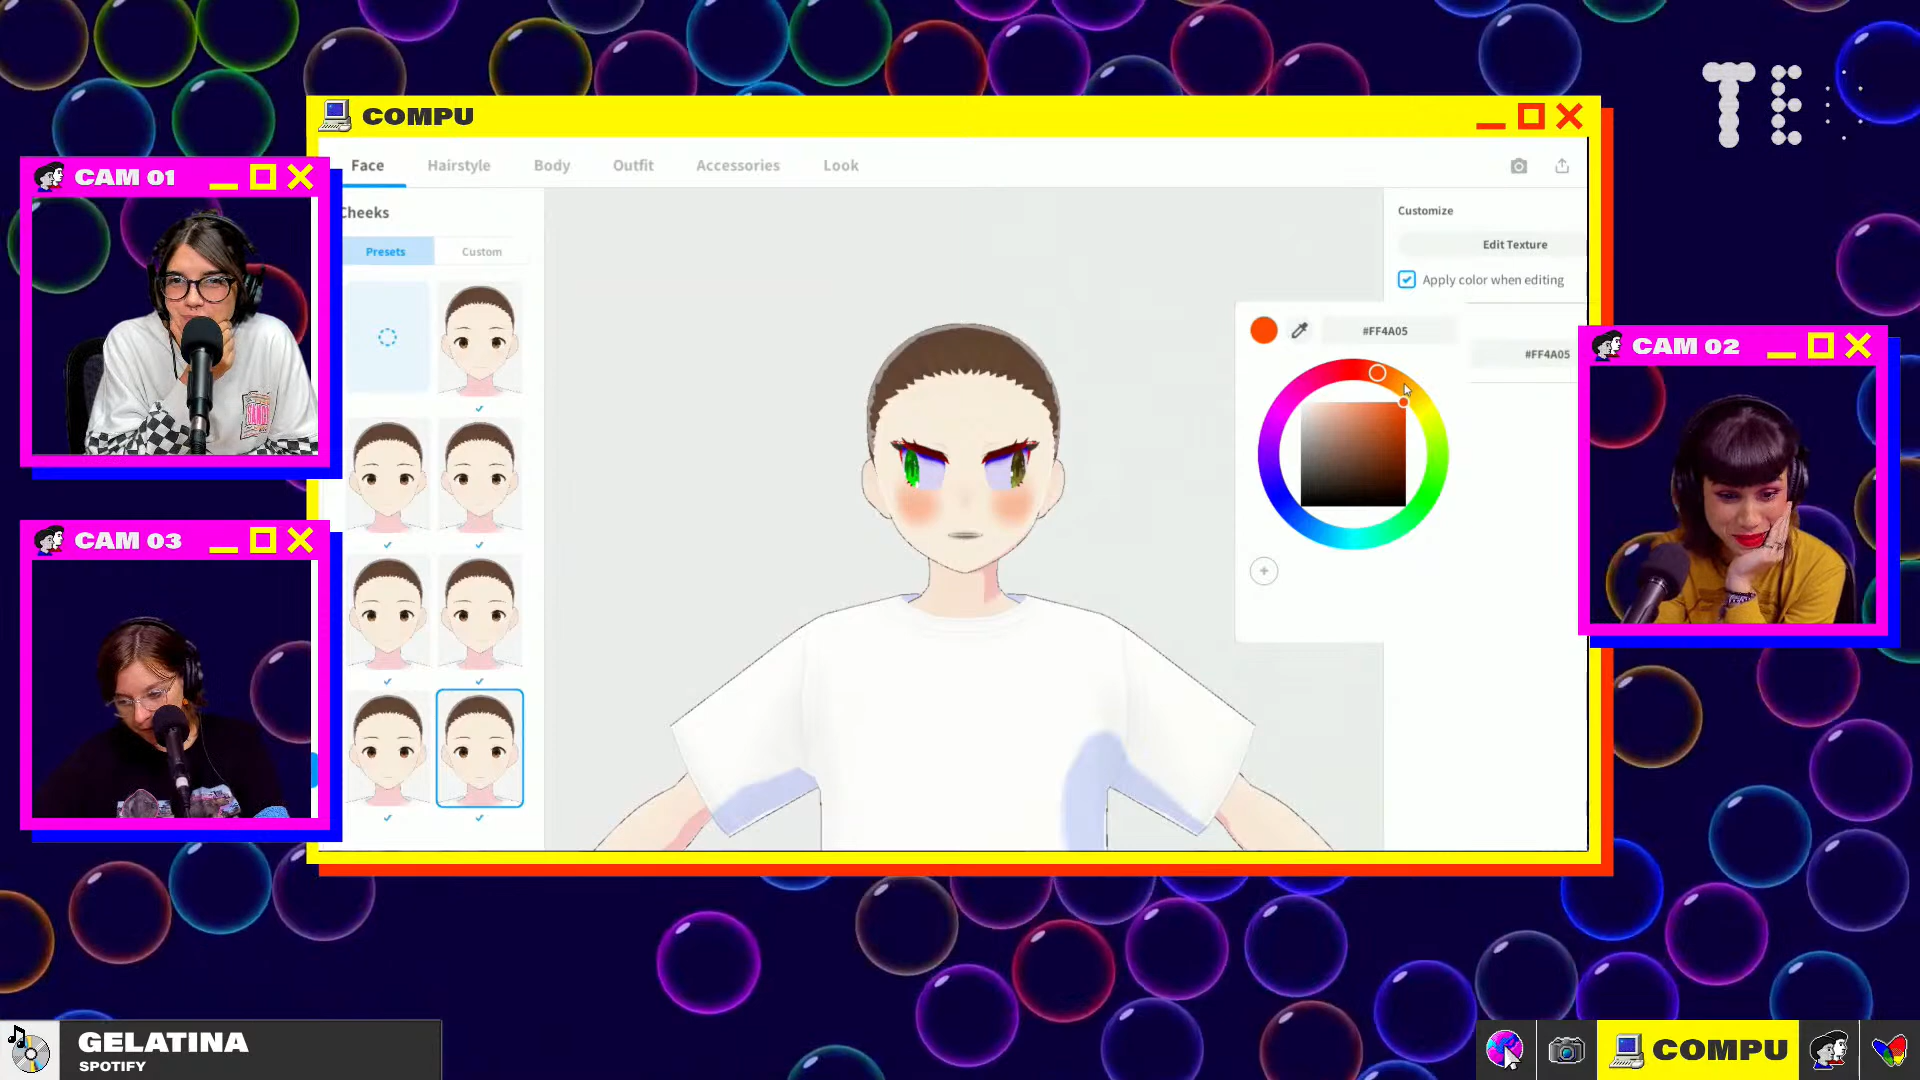 TE
COMPU
CAM 01
Face
Hairstyle
Body
Outfit
Accessories
Look
Cheeks
Customize
Presets
Custom
Edit Texture
Apply color when editing
#FF4A05
#FF4A05
CAM 02
CAM 03
GELATINA
SPOTIFY
COMPU